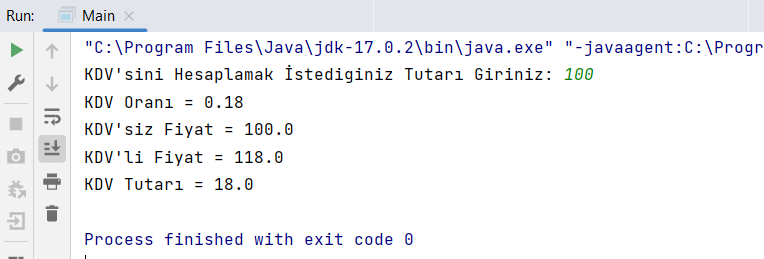 Run: Main
"C:\Program Files\Java\jdk-17.0.2\bin\java.exe" "-javaagent:C:\Progr
KDV'sini Hesaplamak İstediginiz Tutarı Giriniz: 100
KDV Oranı = 0.18
KDV'siz Fiyat = 100.0
KDV'li Fiyat = 118.0
KDV Tutarı = 18.0
Process finished with exit code 0